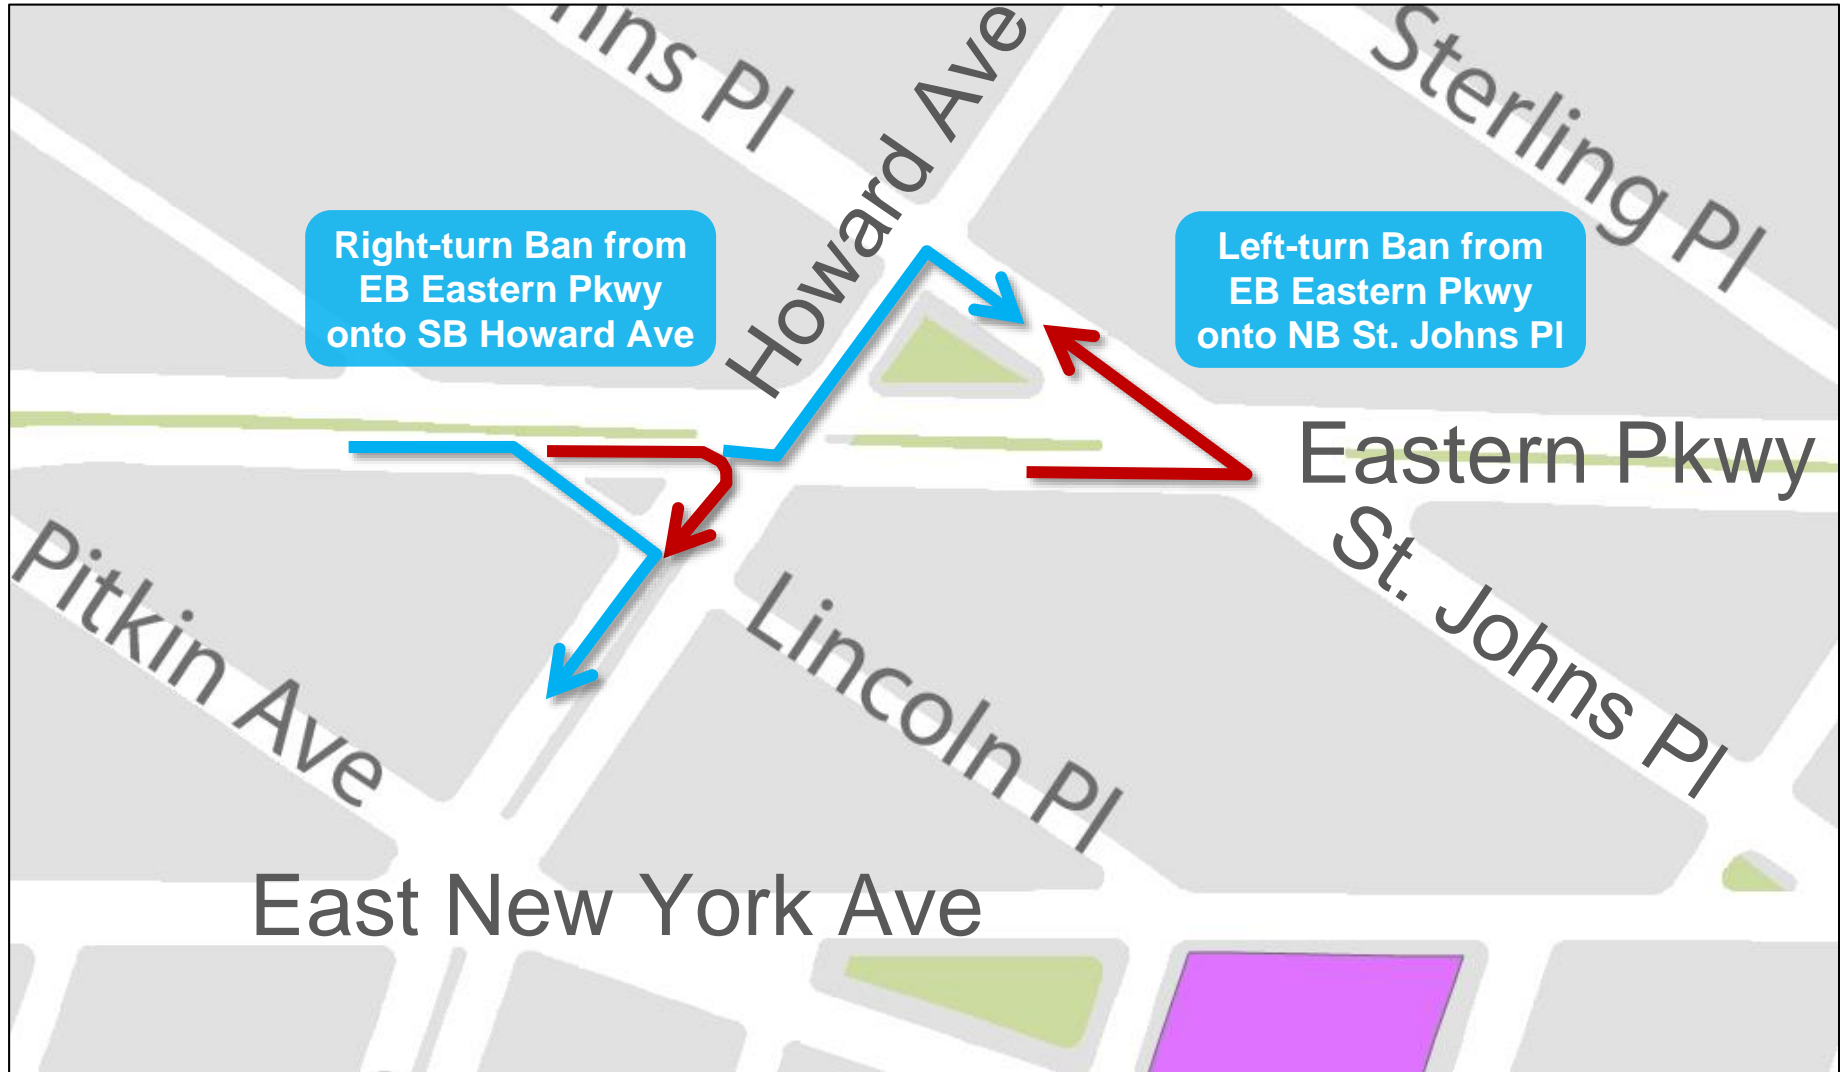 hns Pl
Howard Ave
Sterling Pl
Right-turn Ban from
EB Eastern Pkwy
onto SB Howard Ave
Left-turn Ban from
EB Eastern Pkwy
onto NB St. Johns Pl
Eastern Pkwy
St. Johns Pl
Pitkin Ave
Lincoln Pl
East New York Ave